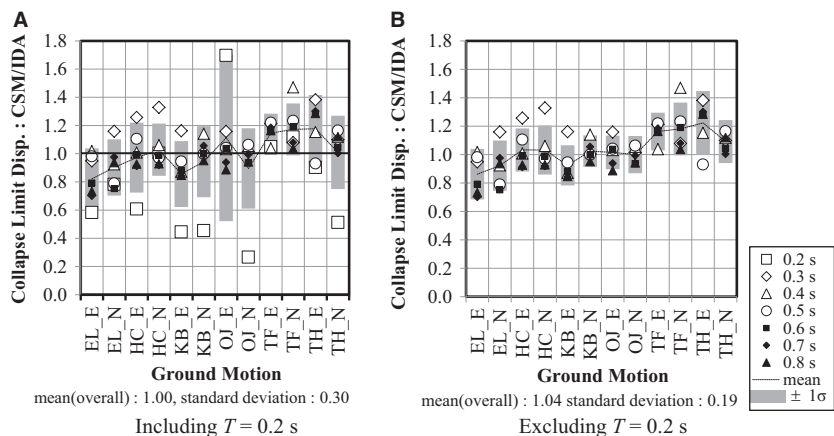 A
B
Collapse Limit Disp. : CSM/IDA
1.8
1.6
1.4
1.2
1.0
0.8
0.6
0.4
0.2
0.0
EL_E
EL_N
HC_E
HC_N
KB_E
KB_N
OJ_E
OJ_N
TF_E
TF_N
TH_E
TH_N
Ground Motion
mean(overall) : 1.00, standard deviation : 0.30
Including T = 0.2 s
Collapse Limit Disp. : CSM/IDA
1.8
1.6
1.4
1.2
1.0
0.8
0.6
0.4
0.2
0.0
EL_E
EL_N
HC_E
HC_N
KB_E
KB_N
OJ_E
OJ_N
TF_E
TF_N
TH_E
TH_N
Ground Motion
mean(overall) : 1.04 standard deviation : 0.19
Excluding T = 0.2 s
0.2 s
0.3 s
0.4 s
0.5 s
0.6 s
0.7 s
0.8 s
mean
± 1σ